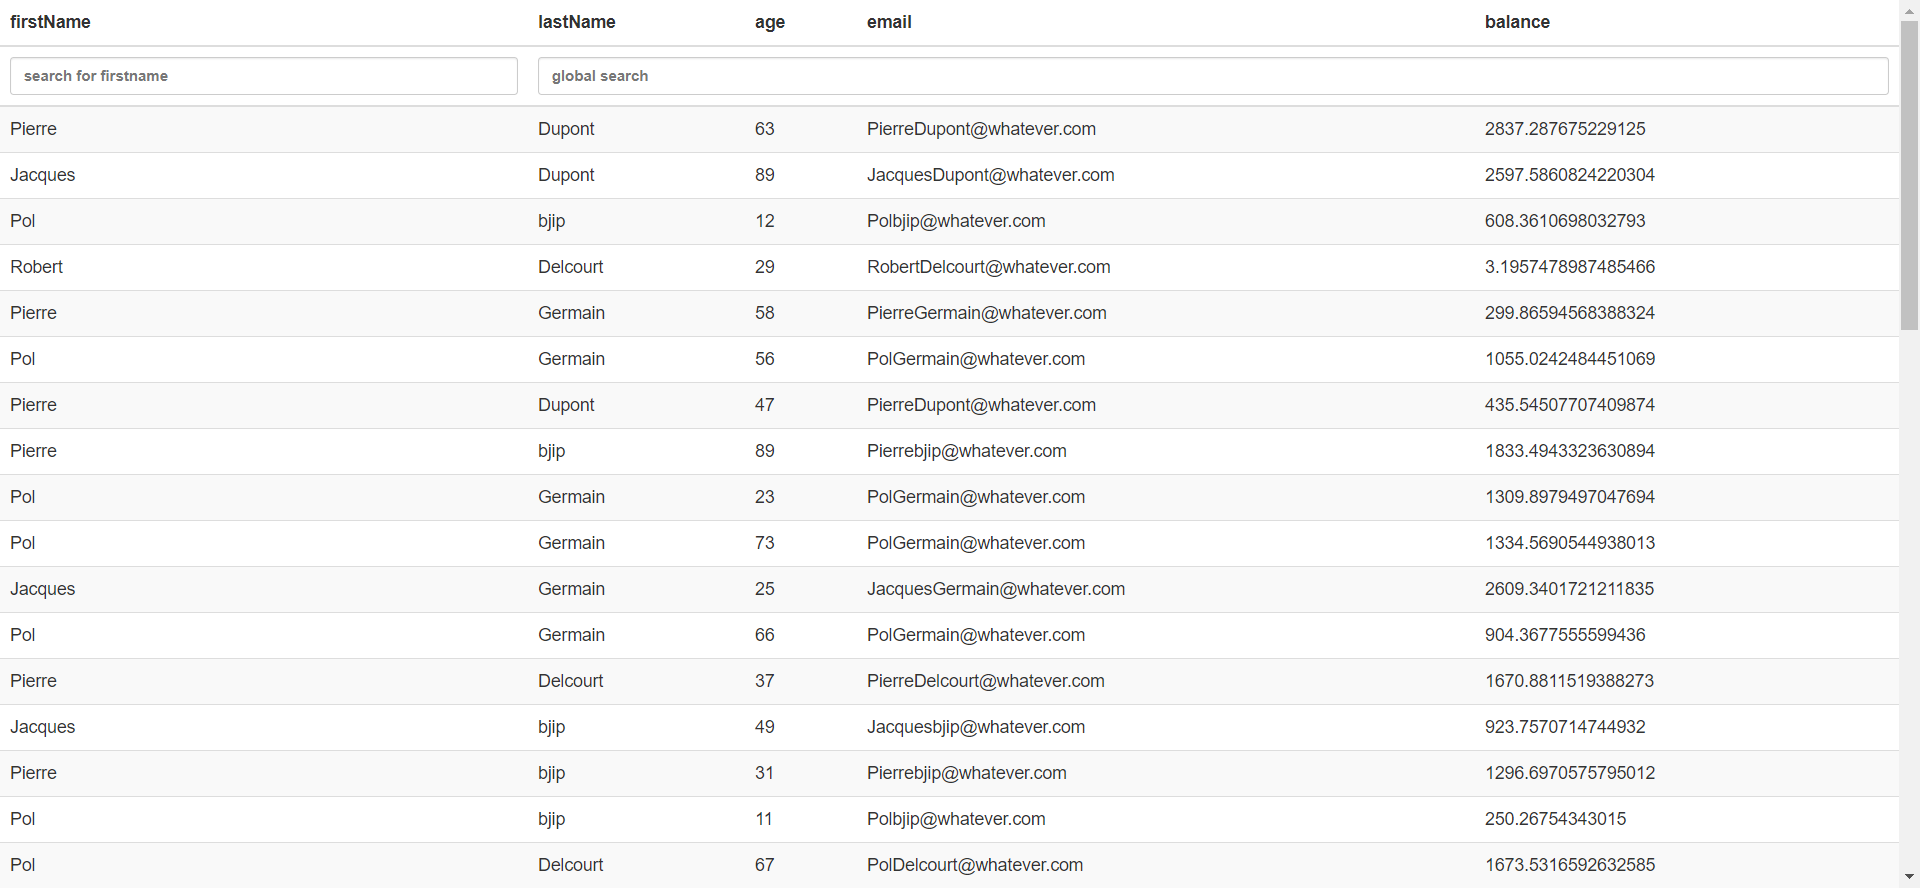 firstName lastName age email balance
search for firstname global search
Pierre Dupont 63 PierreDupont@whatever.com 2837.287675229125
Jacques Dupont 89 JacquesDupont@whatever.com 2597.5860824220304
Pol bjip 12 Polbjip@whatever.com 608.3610698032793
Robert Delcourt 29 RobertDelcourt@whatever.com 3.1957478987485466
Pierre Germain 58 PierreGermain@whatever.com 299.86594568388324
Pol Germain 56 PolGermain@whatever.com 1055.0242484451069
Pierre Dupont 47 PierreDupont@whatever.com 435.54507707409874
Pierre bjip 89 Pierrebjip@whatever.com 1833.4943323630894
Pol Germain 23 PolGermain@whatever.com 1309.8979497047694
Pol Germain 73 PolGermain@whatever.com 1334.5690544938013
Jacques Germain 25 JacquesGermain@whatever.com 2609.3401721211835
Pol Germain 66 PolGermain@whatever.com 904.3677555599436
Pierre Delcourt 37 PierreDelcourt@whatever.com 1670.8811519388273
Jacques bjip 49 Jacquesbjip@whatever.com 923.7570714744932
Pierre bjip 31 Pierrebjip@whatever.com 1296.6970575795012
Pol bjip 11 Polbjip@whatever.com 250.26754343015
Pol Delcourt 67 PolDelcourt@whatever.com 1673.5316592632585